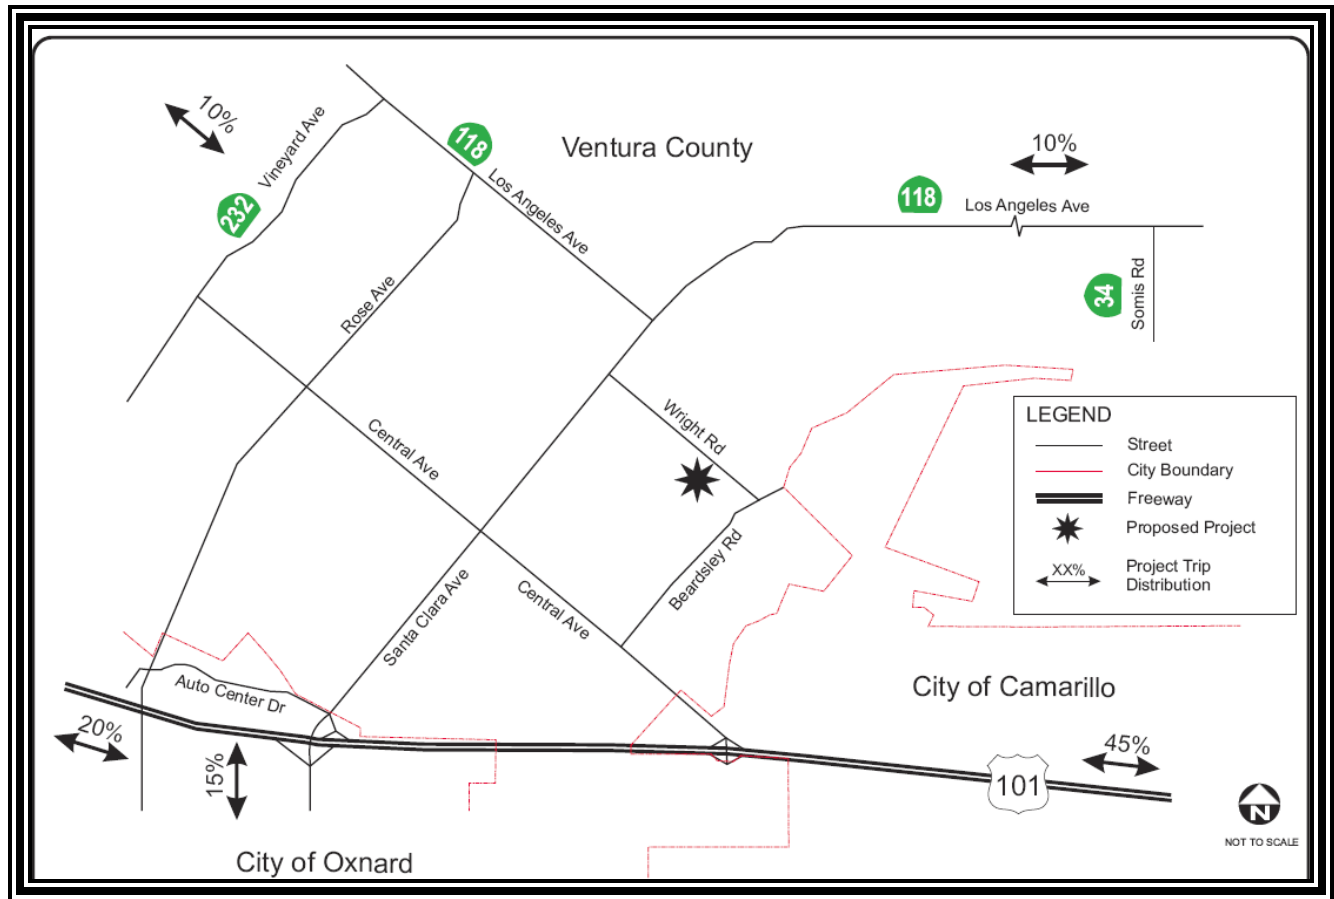 10%
Vineyard Ave
232
118
Los Angeles Ave
Ventura County
10%
118
Los Angeles Ave
34
Somis Rd
Rose Ave
Central Ave
Wright Rd
LEGEND
Street
City Boundary
Freeway
Proposed Project
XX%
Project Trip
Distribution
Beardsley Rd
Santa Clara Ave
Central Ave
Auto Center Dr
City of Camarillo
20%
15%
45%
101
N
NOT TO SCALE
City of Oxnard